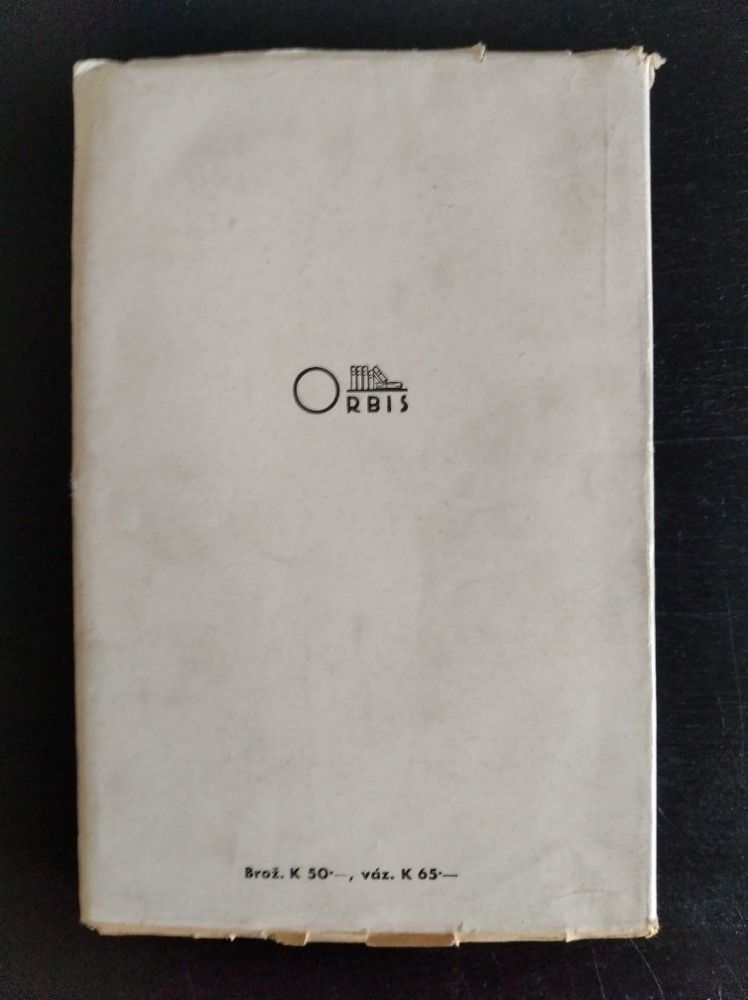 ORBIS
Brož. K 50·—, váz. K 65·—